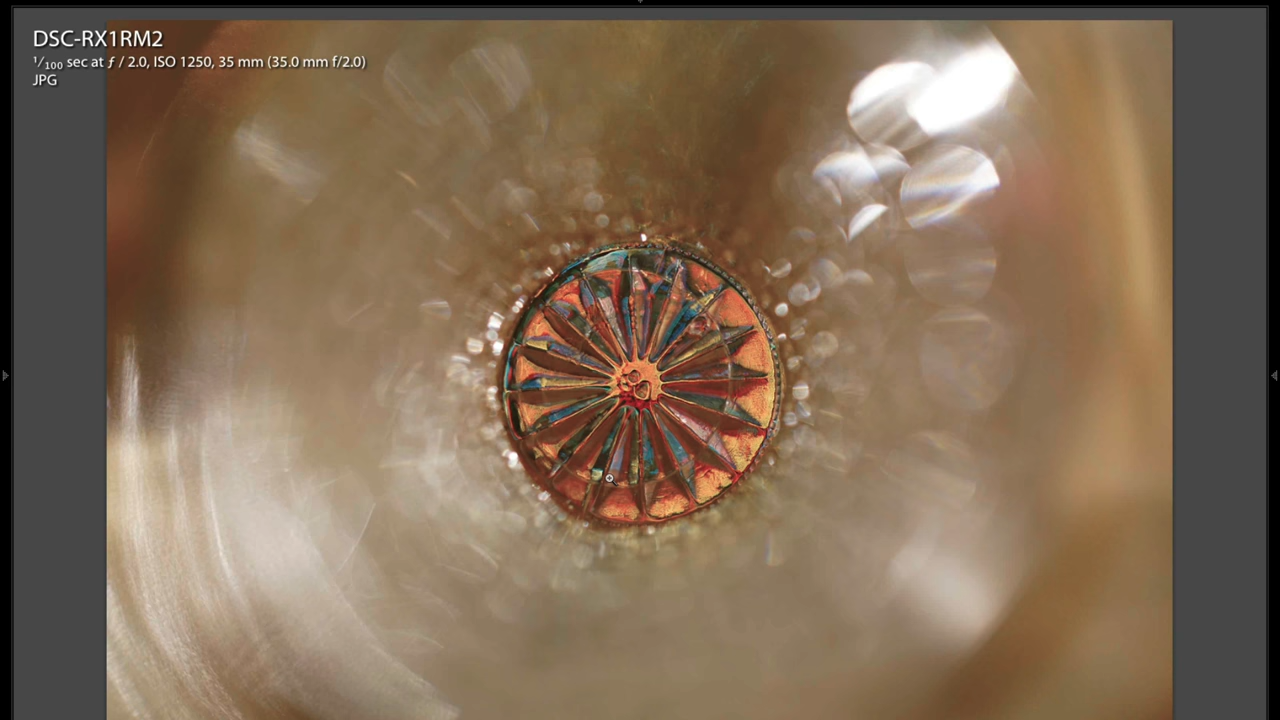 DSC-RX1RM2
1/100 sec at ƒ / 2.0, ISO 1250, 35 mm (35.0 mm f/2.0)
JPG